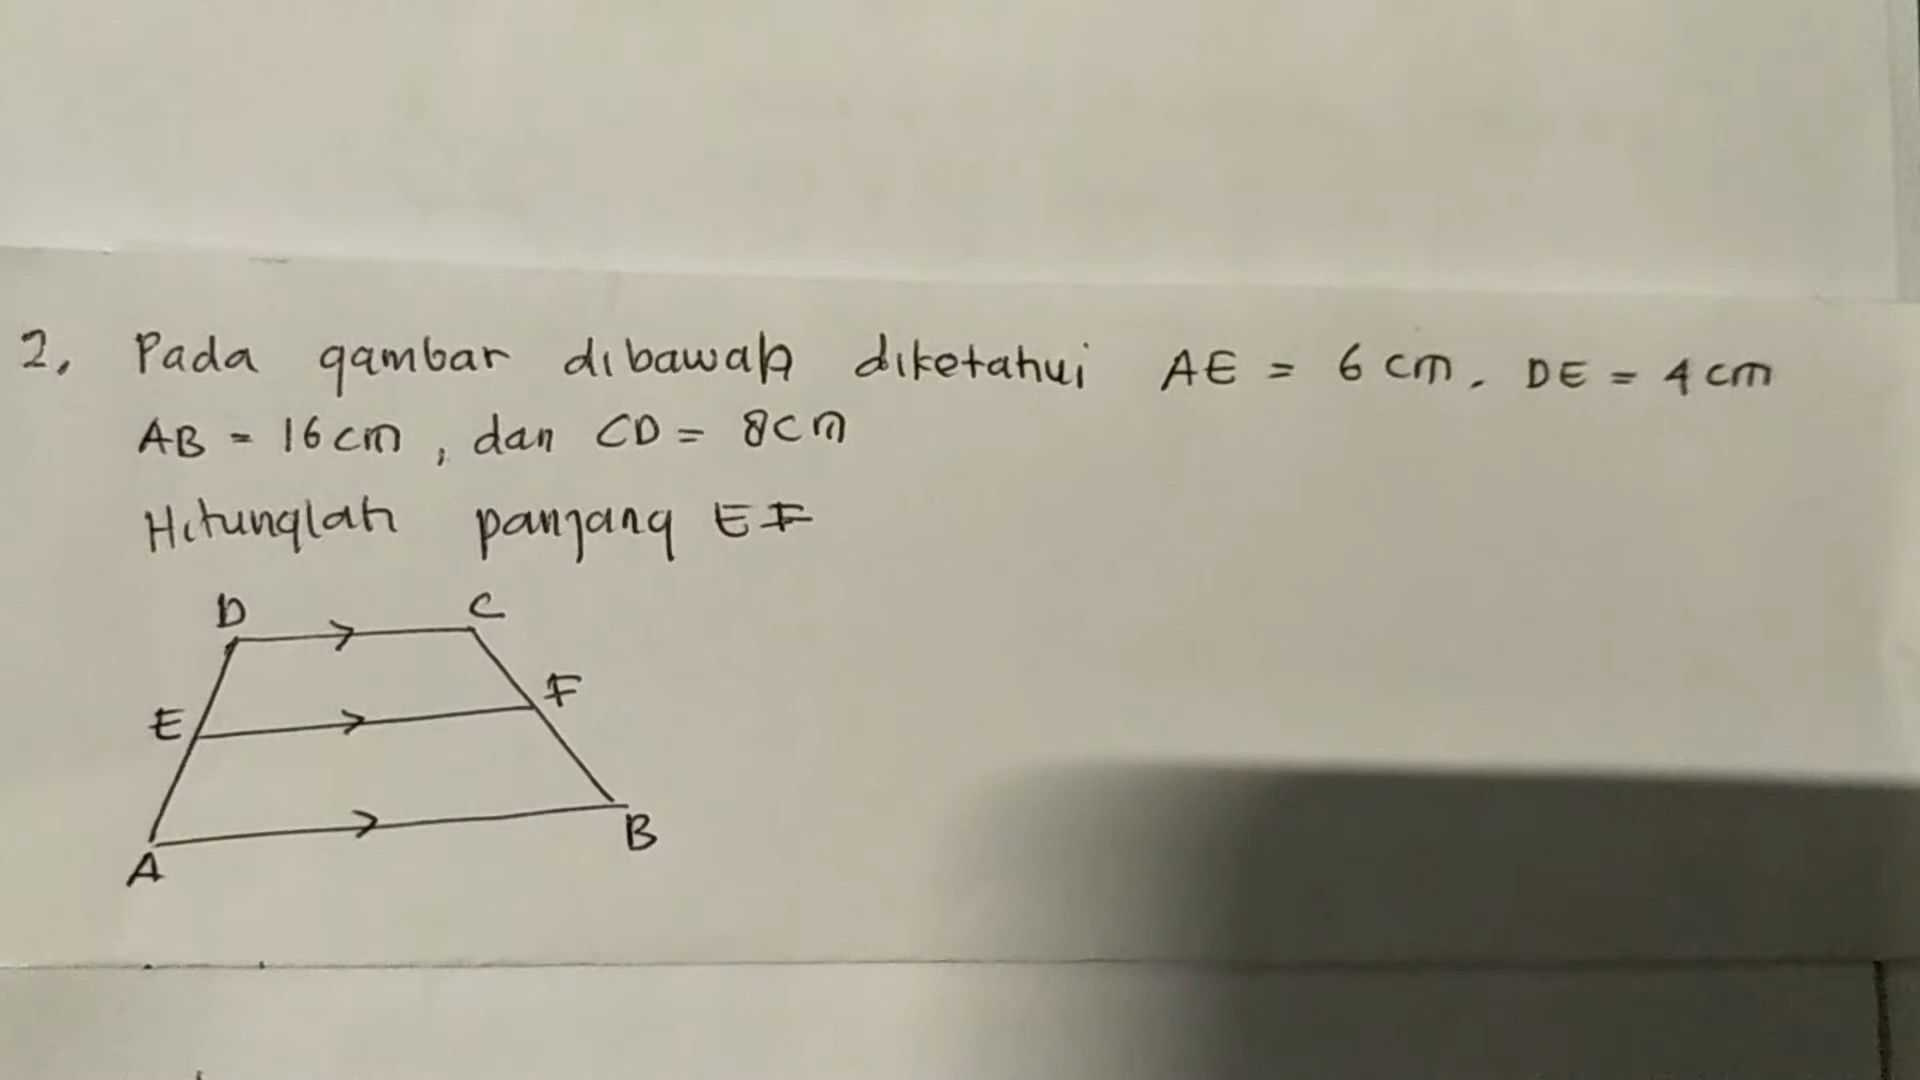 2, Pada gambar dibawah diketahui AE = 6 cm. DE = 4 cm
AB = 16 cm, dan CD = 8 cm
Hitunglah panjang EF
D C
E F
A B